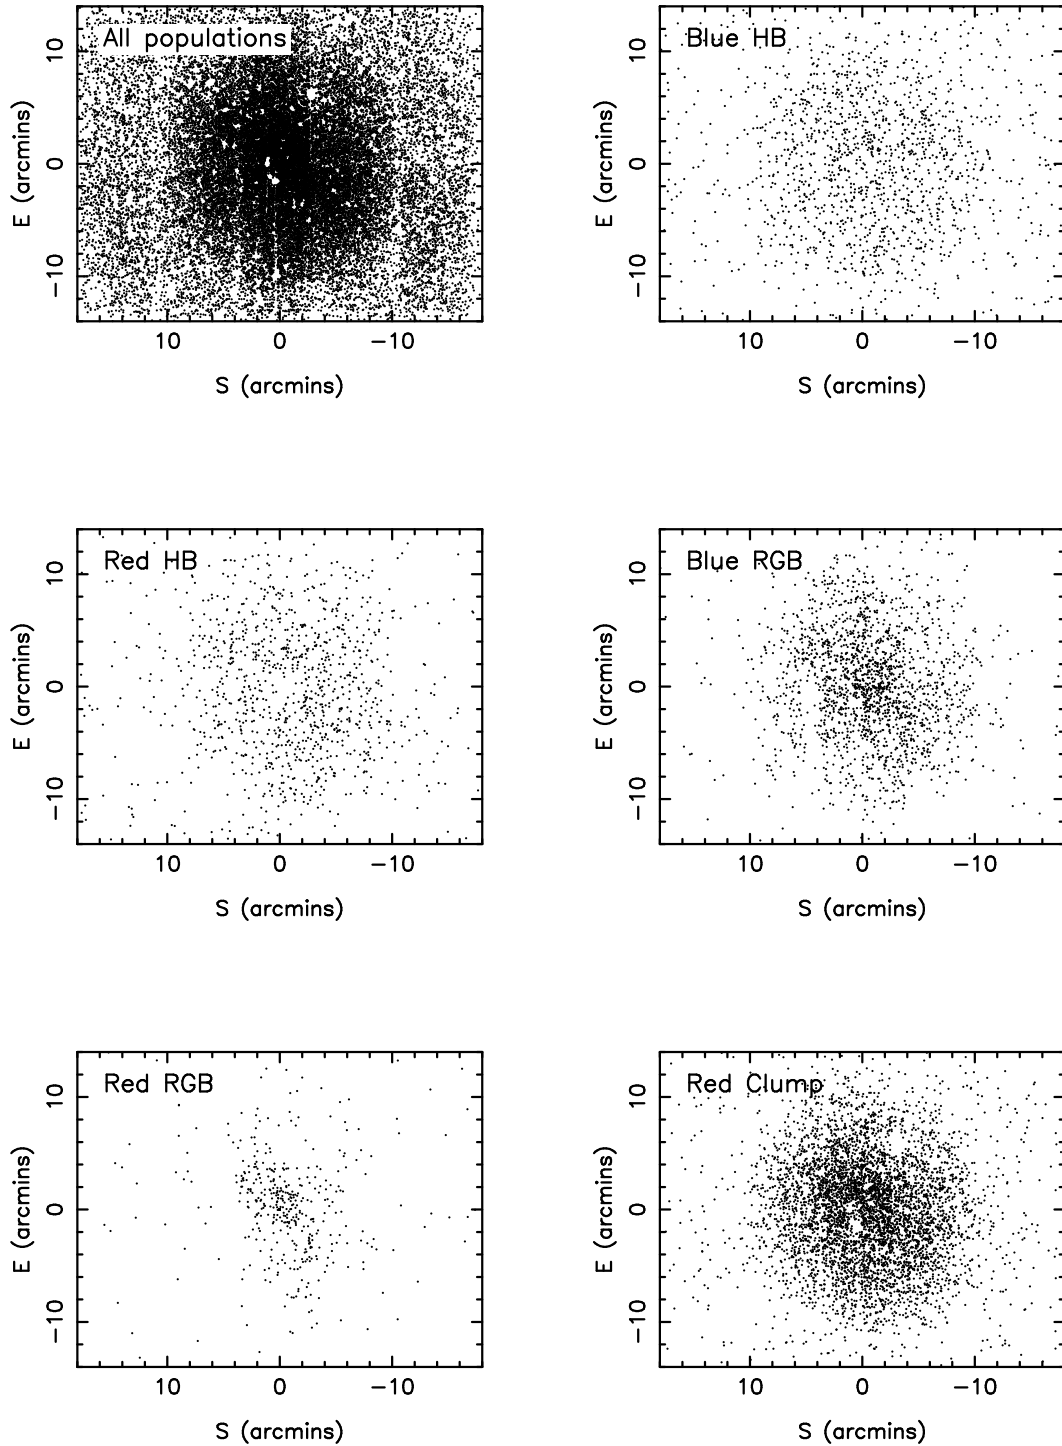 All populations
Blue HB
E (arcmins)
10
0
−10
E (arcmins)
10
0
−10
10 0 −10
10 0 −10
S (arcmins)
S (arcmins)
Red HB
Blue RGB
E (arcmins)
10
0
−10
E (arcmins)
10
0
−10
10 0 −10
10 0 −10
S (arcmins)
S (arcmins)
Red RGB
Red Clump
E (arcmins)
10
0
−10
E (arcmins)
10
0
−10
10 0 −10
10 0 −10
S (arcmins)
S (arcmins)